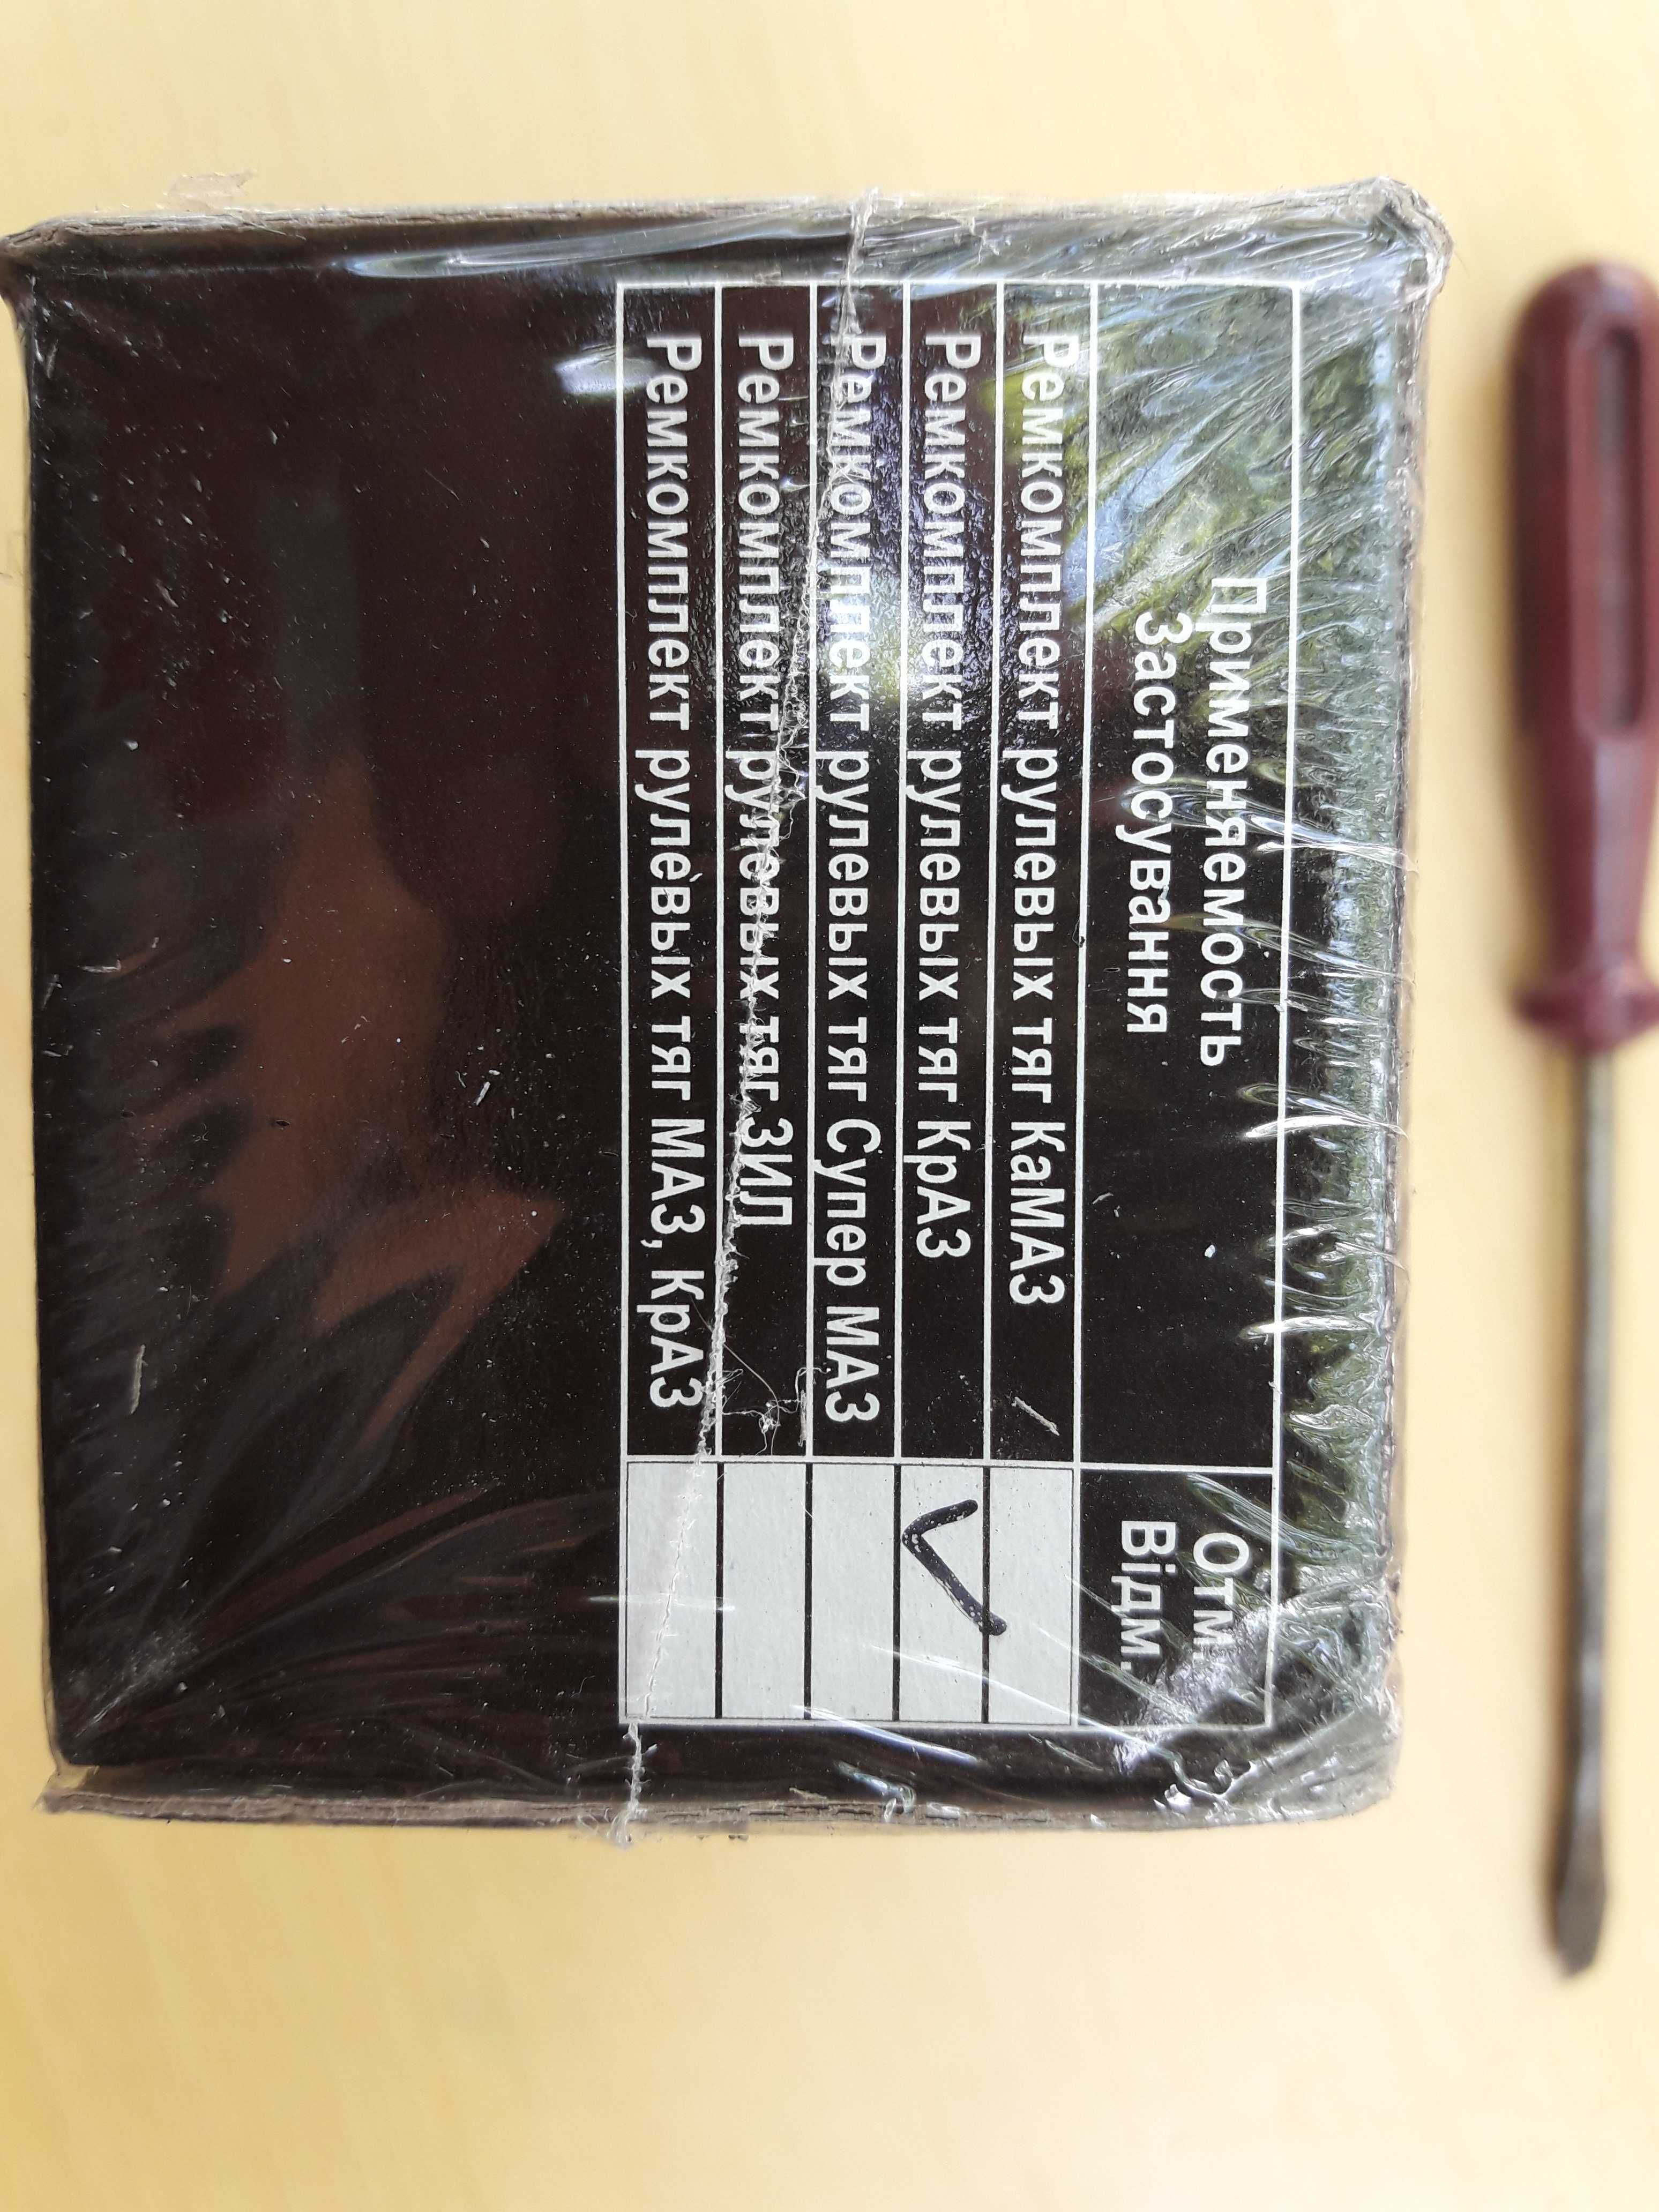 Применяемость
Застосування
Отм.
Відм.
Ремкомплект рулевых тяг КаМАЗ
Ремкомплект рулевых тяг КрАЗ
Ремкомплект рулевых тяг Супер МАЗ
Ремкомплект рулевых тяг ЗИЛ
Ремкомплект рулевых тяг МАЗ, КрАЗ